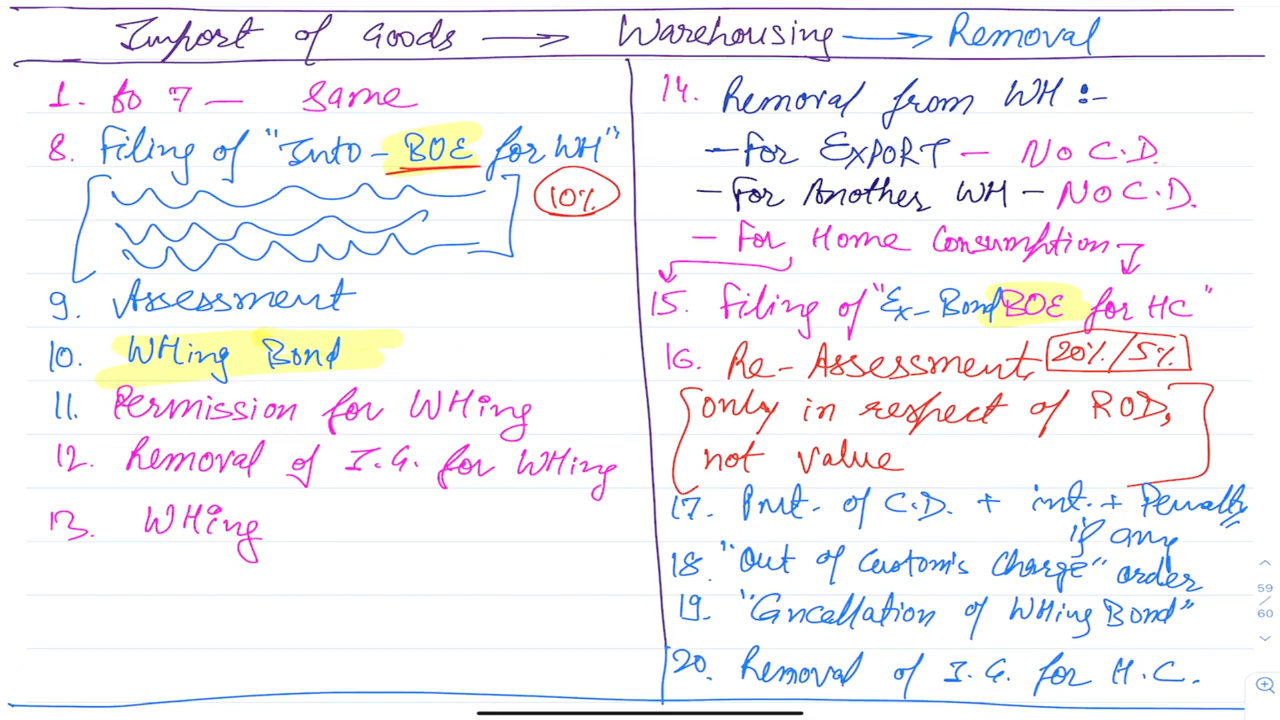 Import of Goods → Warehousing → Removal
1. to 7 — Same
8. Filing of "Into - BOE for WH"
10%
9. Assessment
10. WHing Bond
11. Permission for WHing
12. Removal of I.G. for WHing
13. WHing
14. Removal from WH :-
- For EXPORT - NO C.D.
- For Another WH - NO C.D.
- For Home Consumption
15. Filing of "Ex-Bond BOE for HC"
16. Re-Assessment, 20% / 5%
only in respect of ROD,
not value
17. Pmt. of C.D. + int. + Penalty
if any
18. "Out of Custom's Charge" order
19. "Cancellation of WHing Bond"
20. Removal of I.G. for H.C.
59
/
60